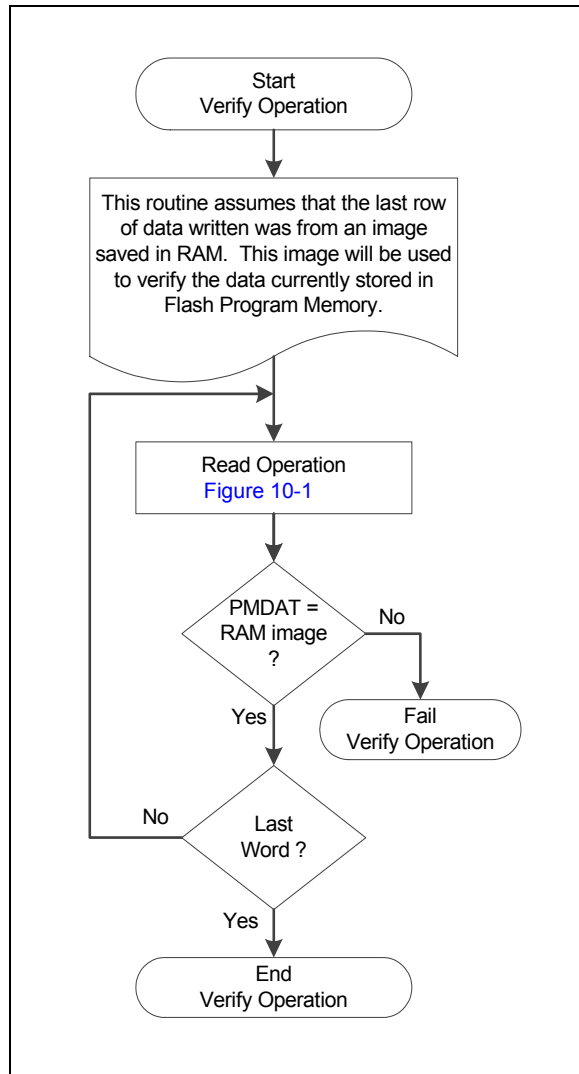 Start
Verify Operation
This routine assumes that the last row
of data written was from an image
saved in RAM. This image will be used
to verify the data currently stored in
Flash Program Memory.
Read Operation
Figure 10-1
PMDAT =
RAM image
?
No
Yes
Fail
Verify Operation
No
Last
Word ?
Yes
End
Verify Operation